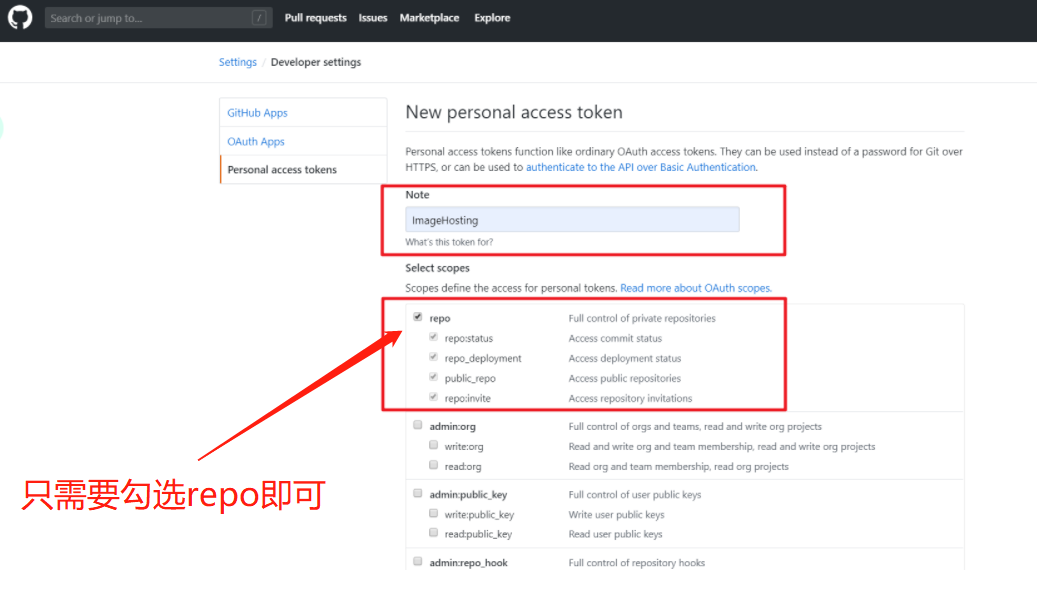 Search or jump to... / Pull requests Issues Marketplace Explore
Settings / Developer settings
GitHub Apps
OAuth Apps
Personal access tokens
New personal access token
Personal access tokens function like ordinary OAuth access tokens. They can be used instead of a password for Git over
HTTPS, or can be used to authenticate to the API over Basic Authentication.
Note
ImageHosting
What's this token for?
Select scopes
Scopes define the access for personal tokens. Read more about OAuth scopes.
repo Full control of private repositories
repo:status Access commit status
repo_deployment Access deployment status
public_repo Access public repositories
repo:invite Access repository invitations
admin:org Full control of orgs and teams, read and write org projects
write:org Read and write org and team membership, read and write org projects
read:org Read org and team membership, read org projects
admin:public_key Full control of user public keys
write:public_key Write user public keys
read:public_key Read user public keys
admin:repo_hook Full control of repository hooks
只需要勾选repo即可